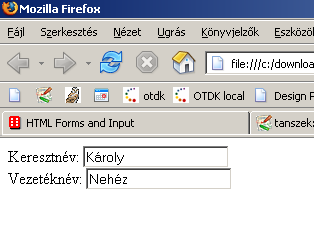 Mozilla Firefox
Fájl Szerkesztés Nézet Ugrás Könyvjelzők Eszközö
file:///c:/downloa
otdk OTDK local Design F
HTML Forms and Input tanszek:
Keresztnév: Károly
Vezetéknév: Nehéz